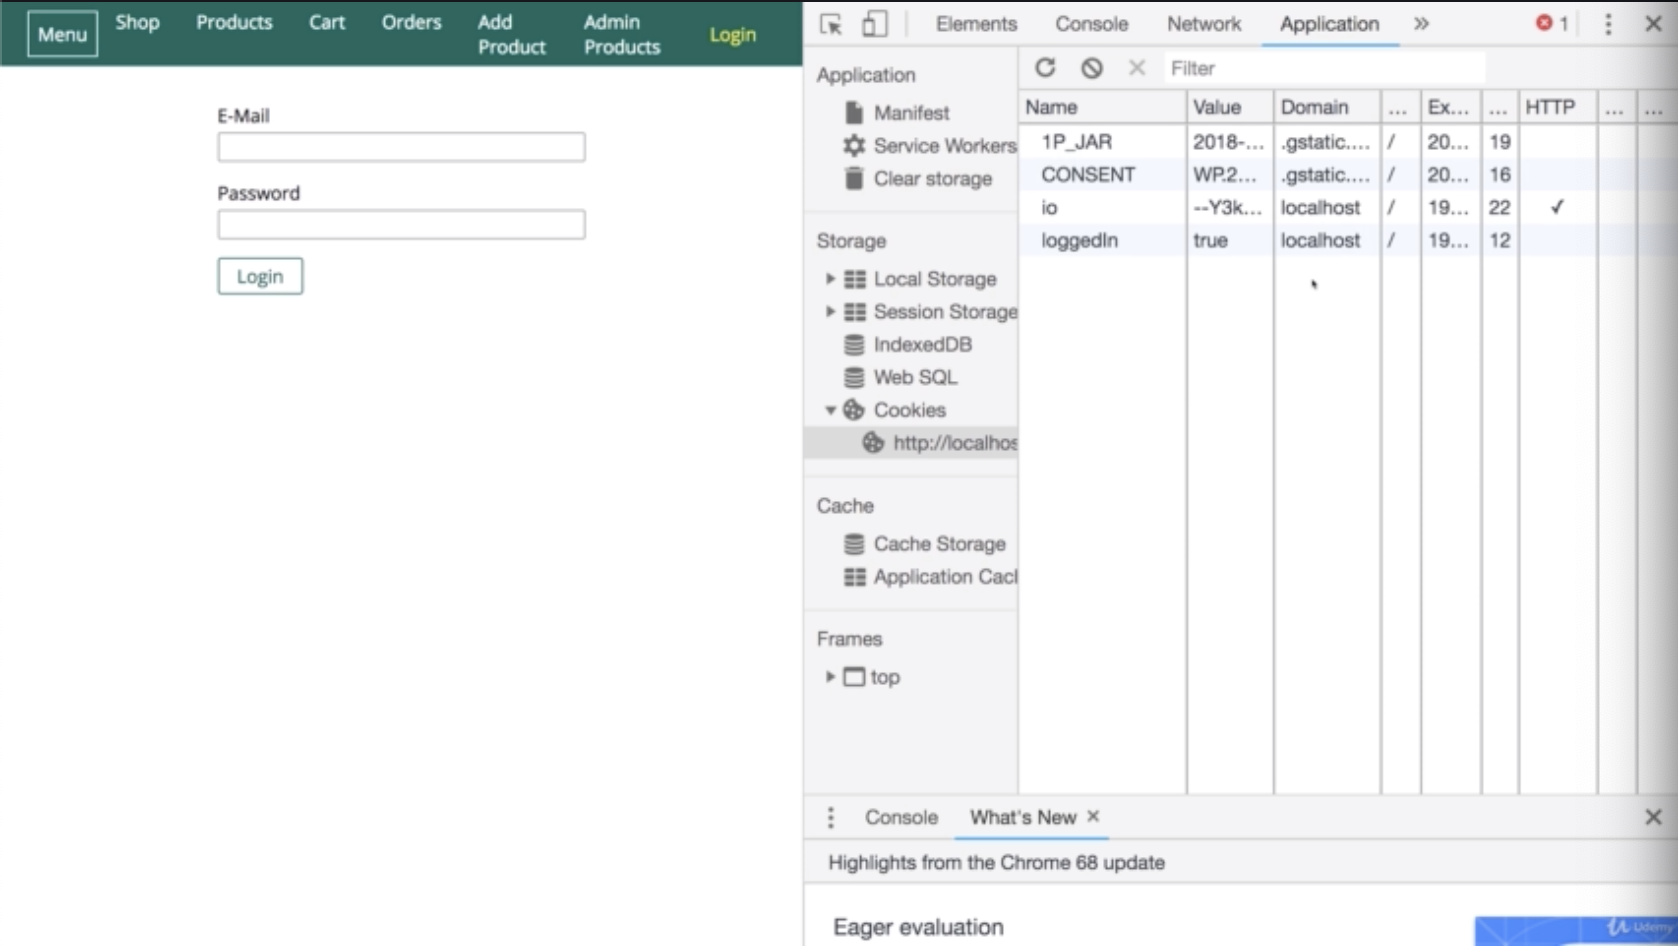 Menu
Shop
Products
Cart
Orders
Add
Product
Admin
Products
Login
E-Mail
Password
Login
Elements Console Network Application » 1
Application
Manifest
Service Workers
Clear storage
Storage
Local Storage
Session Storage
IndexedDB
Web SQL
Cookies
http://localhos
Cache
Cache Storage
Application Cacl
Frames
top
Filter
Name Value Domain ... Ex... ... HTTP ... ...
1P_JAR 2018-... .gstatic.... / 20... 19
CONSENT WP.2... .gstatic.... / 20... 16
io --Y3k... localhost / 19... 22 ✓
loggedIn true localhost / 19... 12
Console What's New ×
Highlights from the Chrome 68 update
Eager evaluation
Udemy